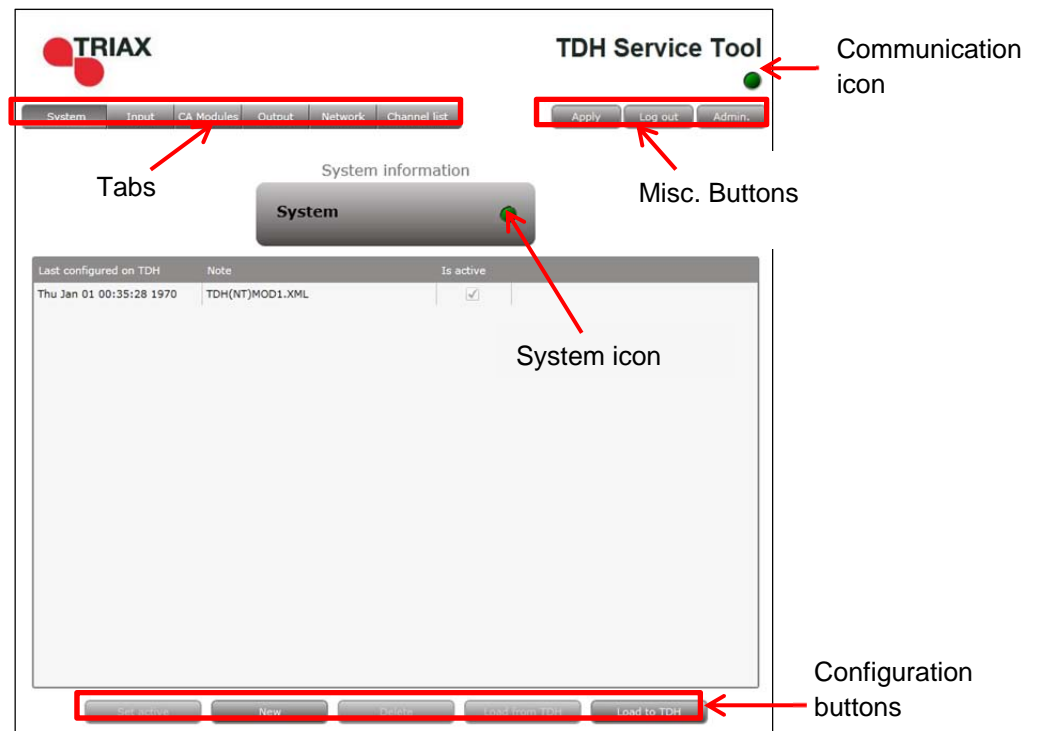 TRIAX
TDH Service Tool
Communication
icon
System Input CA Modules Output Network Channel list
Apply Log out Admin.
Tabs
Misc. Buttons
System information
System
Last configured on TDH Note Is active
Thu Jan 01 00:35:28 1970 TDH(NT)MOD1.XML
System icon
Configuration
buttons
Set active New Delete Load from TDH Load to TDH